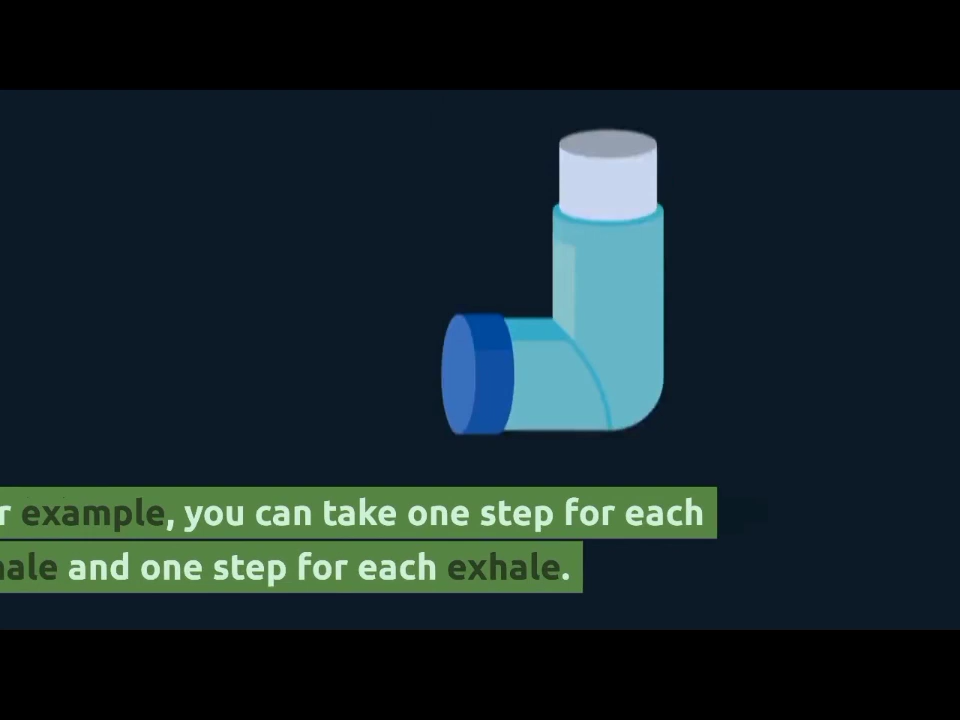 r example, you can take one step for each
hale and one step for each exhale.